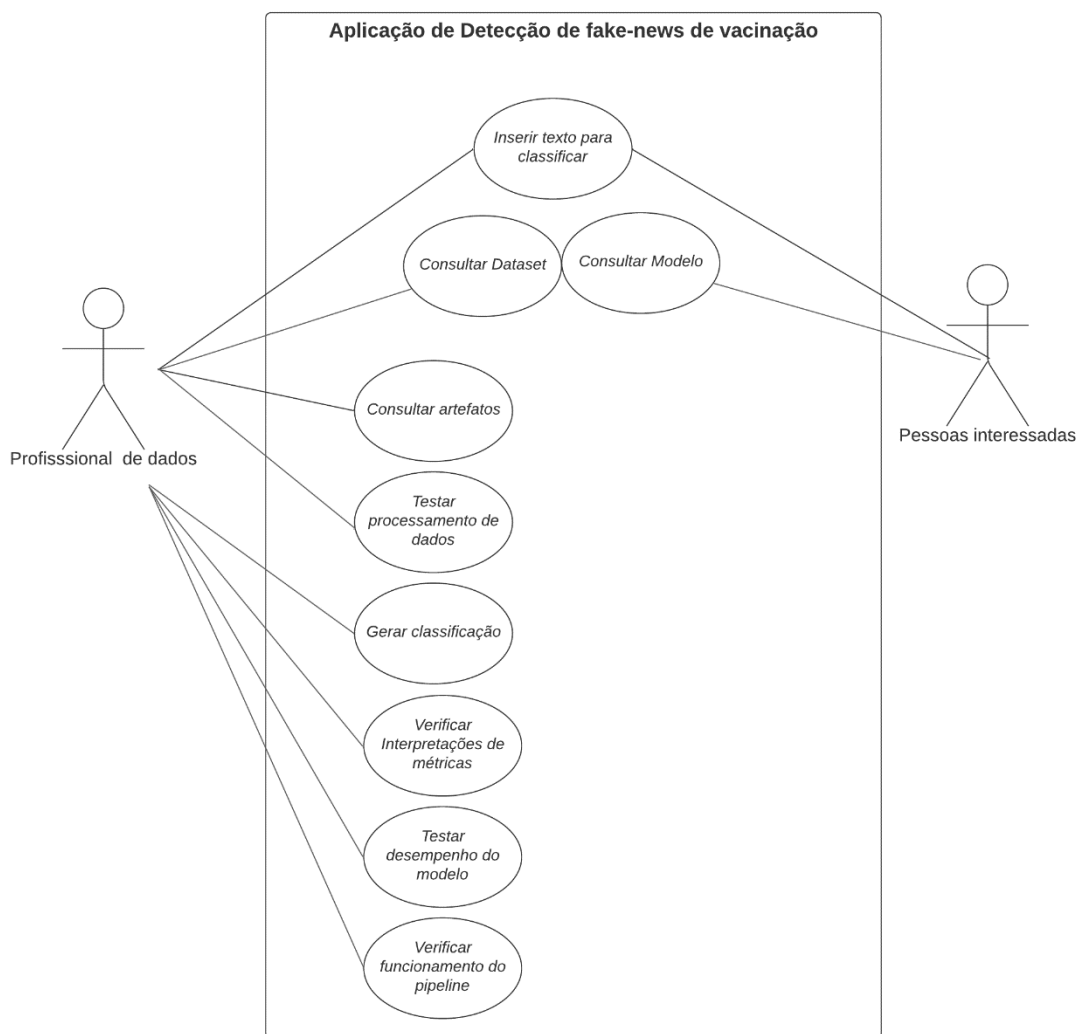 Aplicação de Detecção de fake-news de vacinação
Inserir texto para
classificar
Consultar Dataset
Consultar Modelo
Consultar artefatos
Profisssional de dados
Pessoas interessadas
Testar
processamento de
dados
Gerar classificação
Verificar
Interpretações de
métricas
Testar
desempenho do
modelo
Verificar
funcionamento do
pipeline